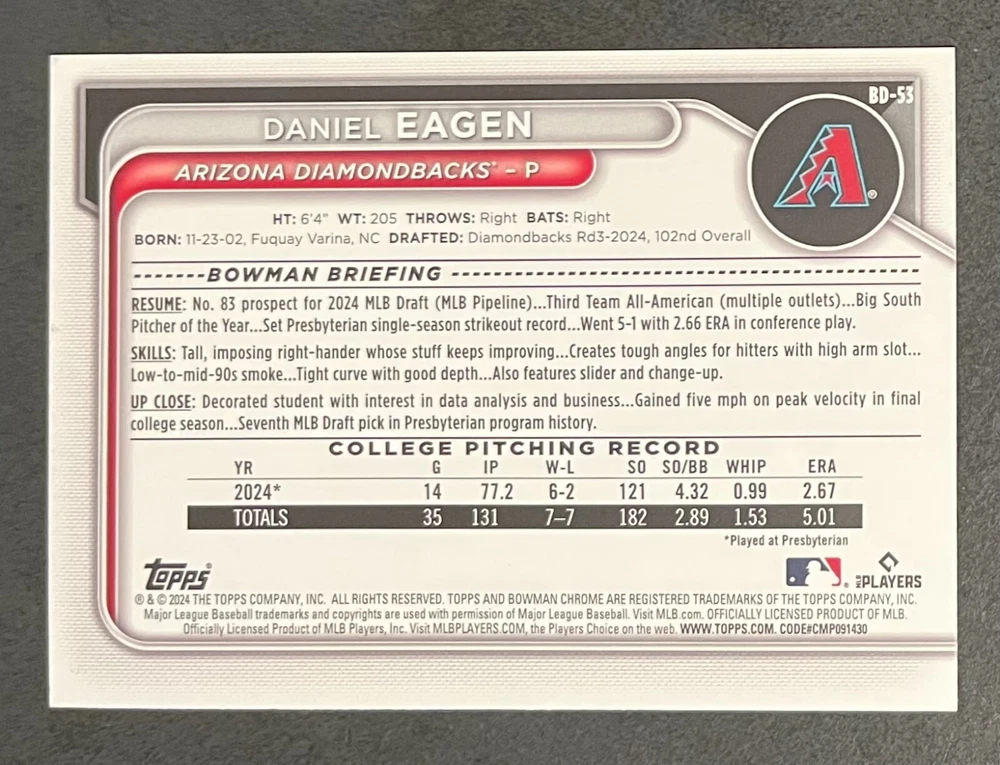 BD-53
DANIEL EAGEN
ARIZONA DIAMONDBACKS® – P
A®
HT: 6'4" WT: 205 THROWS: Right BATS: Right
BORN: 11-23-02, Fuquay Varina, NC DRAFTED: Diamondbacks Rd3-2024, 102nd Overall
BOWMAN BRIEFING
RESUME: No. 83 prospect for 2024 MLB Draft (MLB Pipeline)...Third Team All-American (multiple outlets)...Big South
Pitcher of the Year...Set Presbyterian single-season strikeout record...Went 5-1 with 2.66 ERA in conference play.
SKILLS: Tall, imposing right-hander whose stuff keeps improving...Creates tough angles for hitters with high arm slot...
Low-to-mid-90s smoke...Tight curve with good depth...Also features slider and change-up.
UP CLOSE: Decorated student with interest in data analysis and business...Gained five mph on peak velocity in final
college season...Seventh MLB Draft pick in Presbyterian program history.
COLLEGE PITCHING RECORD
YR G IP W-L SO SO/BB WHIP ERA
2024* 14 77.2 6-2 121 4.32 0.99 2.67
TOTALS 35 131 7–7 182 2.89 1.53 5.01
*Played at Presbyterian
Topps® MLB PLAYERS
® & © 2024 THE TOPPS COMPANY, INC. ALL RIGHTS RESERVED. TOPPS AND BOWMAN CHROME ARE REGISTERED TRADEMARKS OF THE TOPPS COMPANY, INC.
Major League Baseball trademarks and copyrights are used with permission of Major League Baseball. Visit MLB.com. OFFICIALLY LICENSED PRODUCT OF MLB.
Officially Licensed Product of MLB Players, Inc. Visit MLBPLAYERS.COM, the Players Choice on the web. WWW.TOPPS.COM. CODE#CMP091430